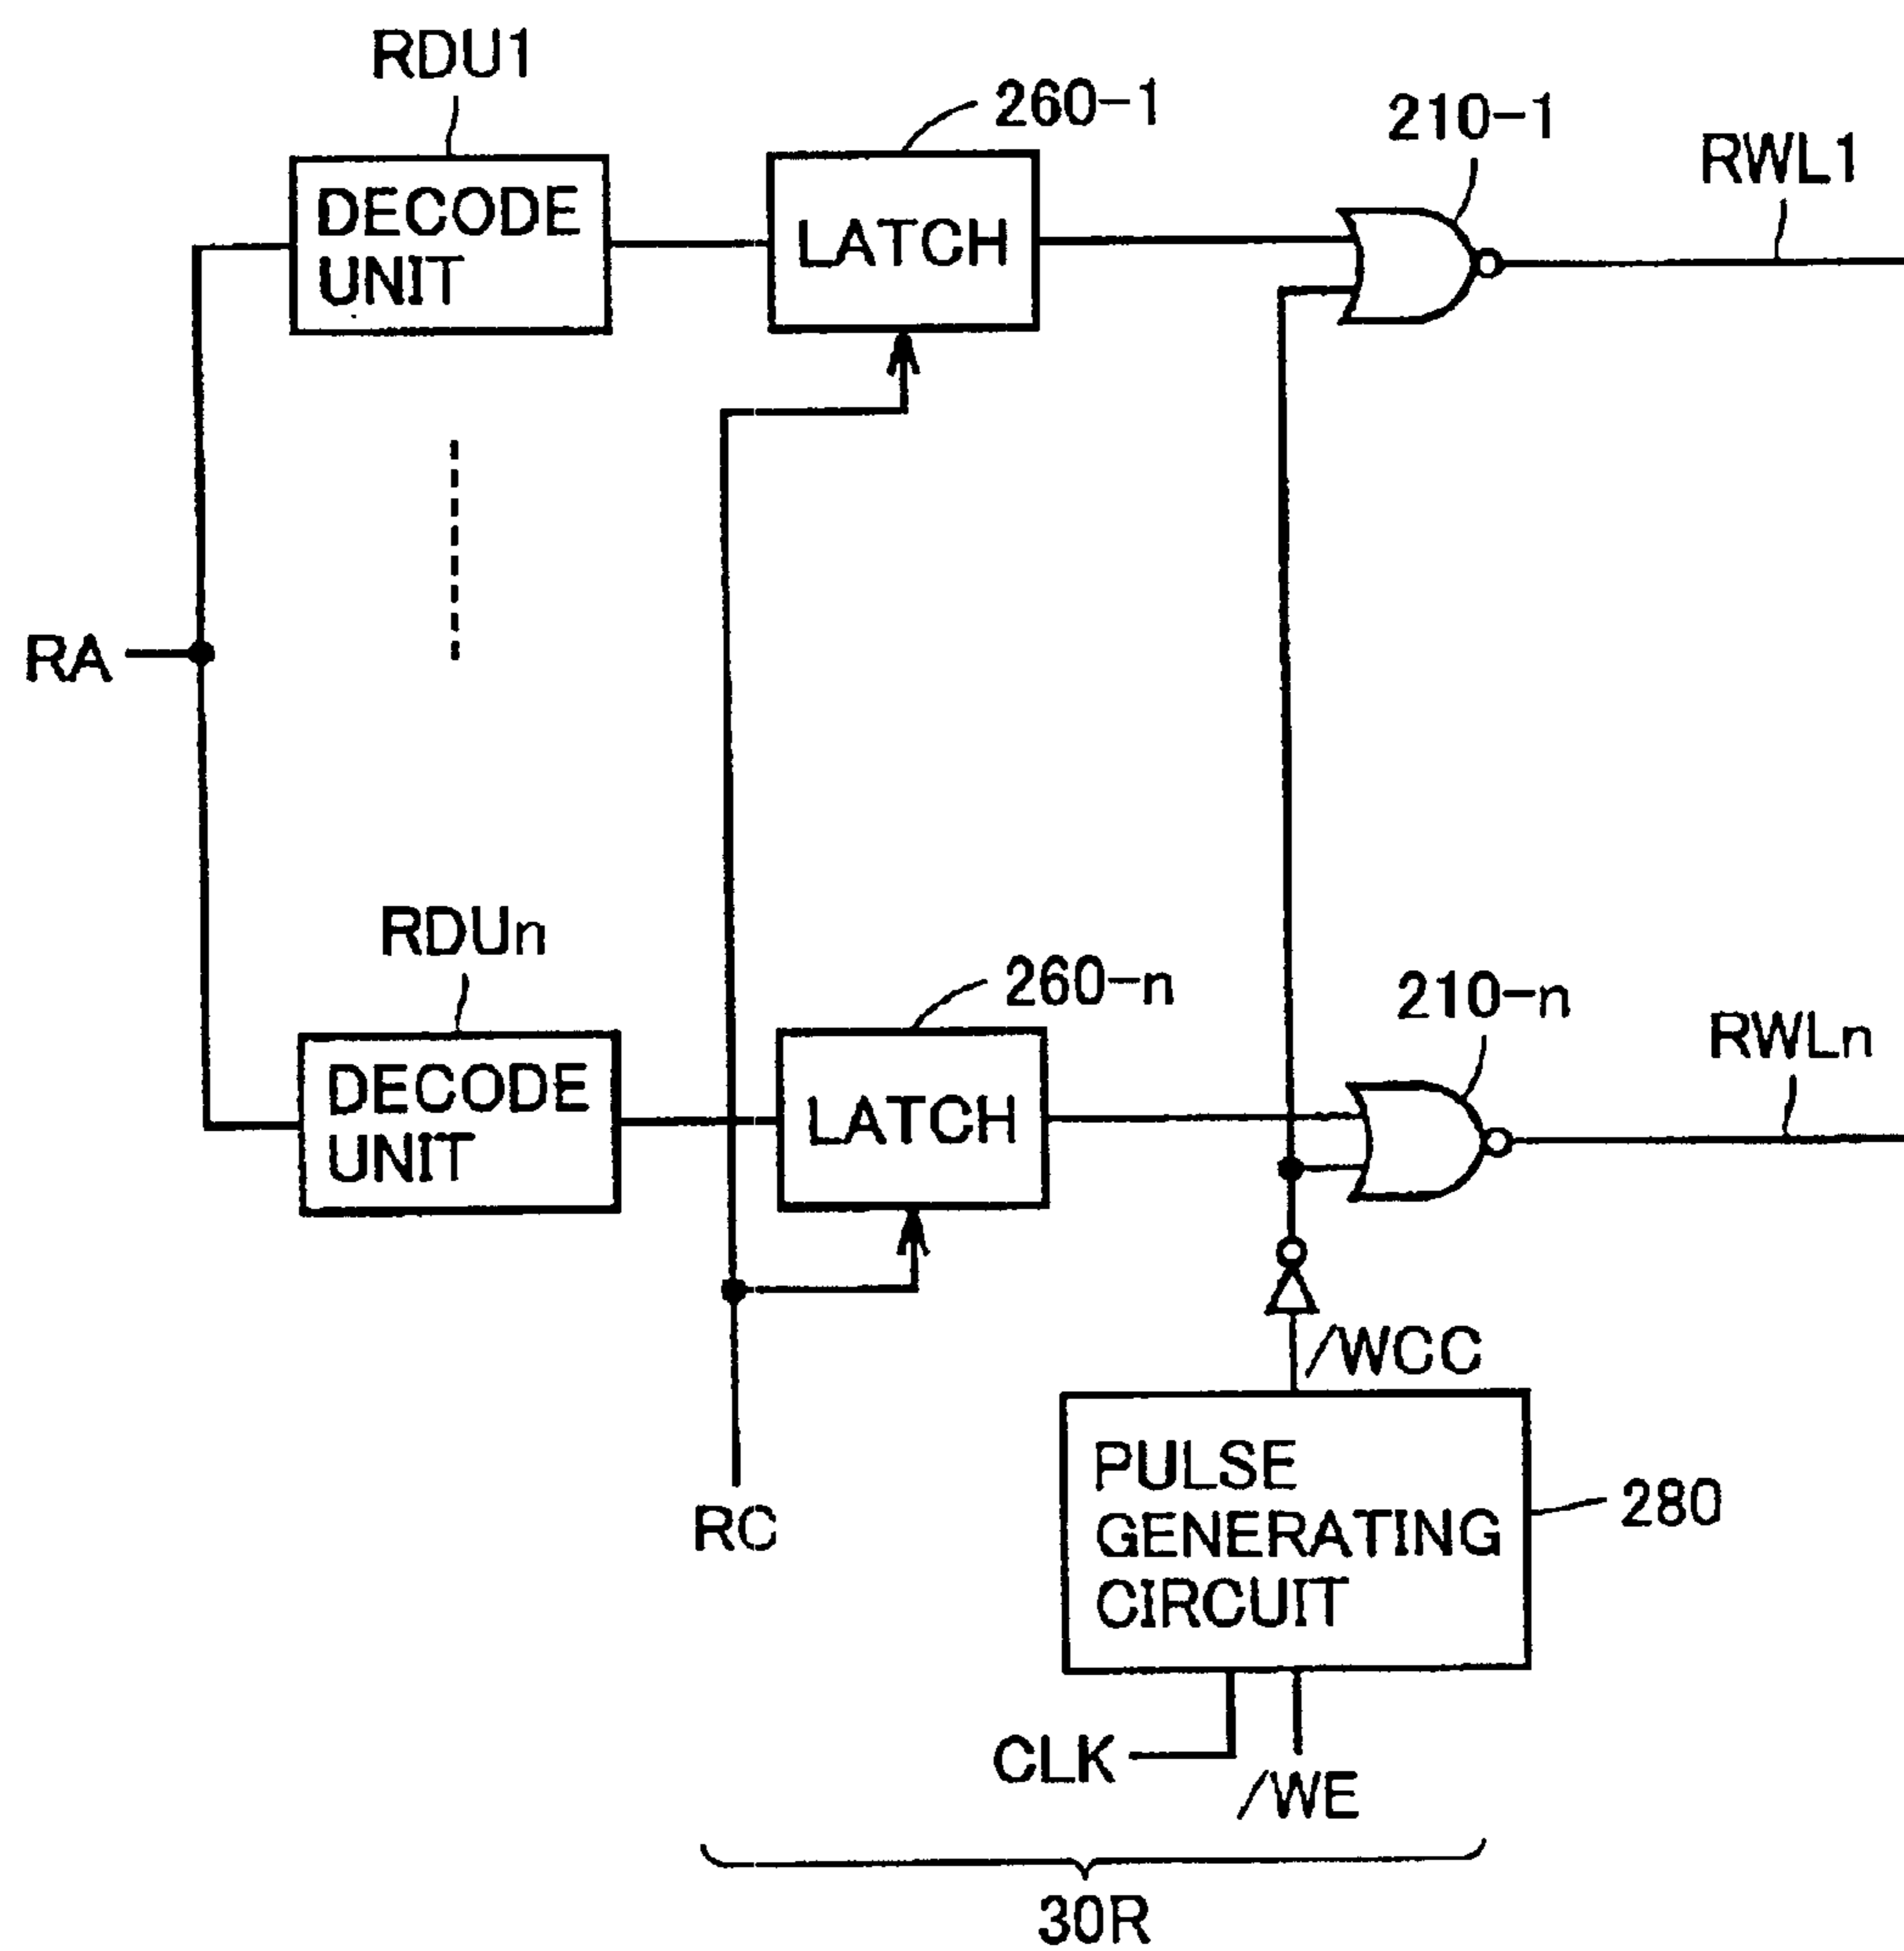 RDU1
260-1
210-1
RWL1
DECODE
UNIT
LATCH
RA
RDUn
260-n
210-n
RWLn
DECODE
UNIT
LATCH
/WCC
RC
PULSE
GENERATING
CIRCUIT
280
CLK
/WE
30R